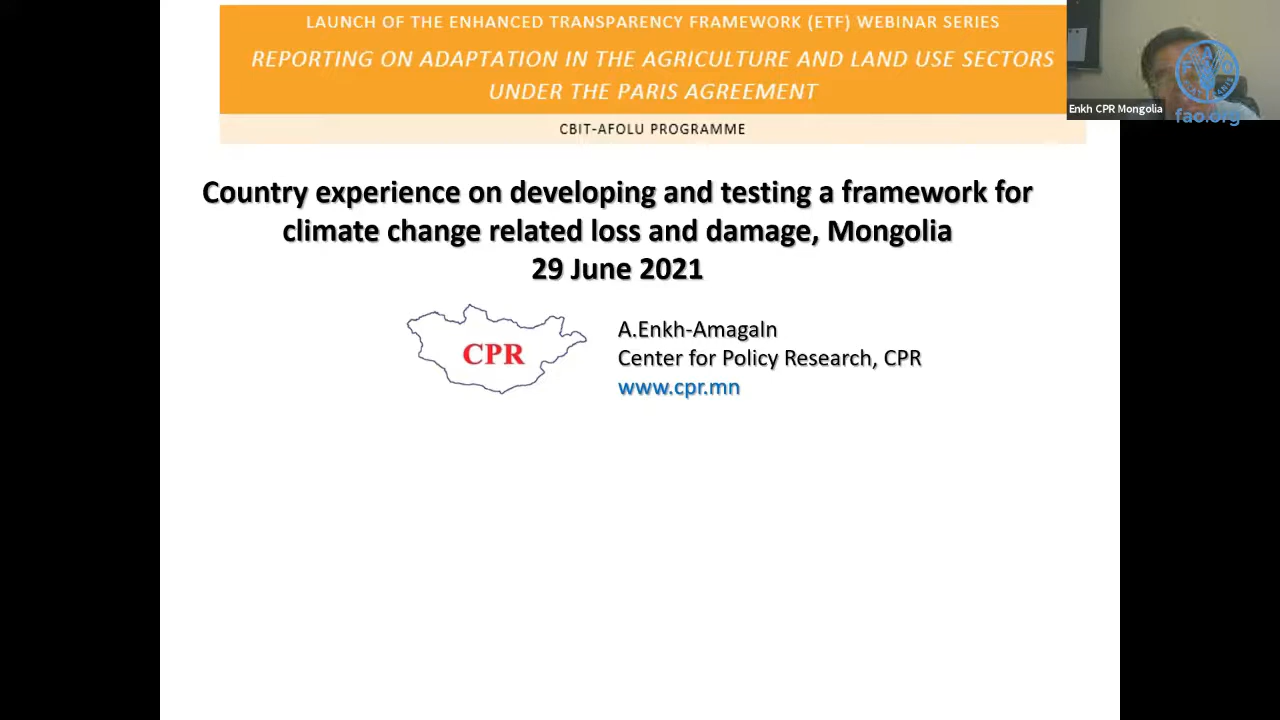 LAUNCH OF THE ENHANCED TRANSPARENCY FRAMEWORK (ETF) WEBINAR SERIES
REPORTING ON ADAPTATION IN THE AGRICULTURE AND LAND USE SECTORS
UNDER THE PARIS AGREEMENT
CBIT-AFOLU PROGRAMME
Enkh CPR Mongolia
fao.org
Country experience on developing and testing a framework for
climate change related loss and damage, Mongolia
29 June 2021
CPR
A.Enkh-Amagaln
Center for Policy Research, CPR
www.cpr.mn